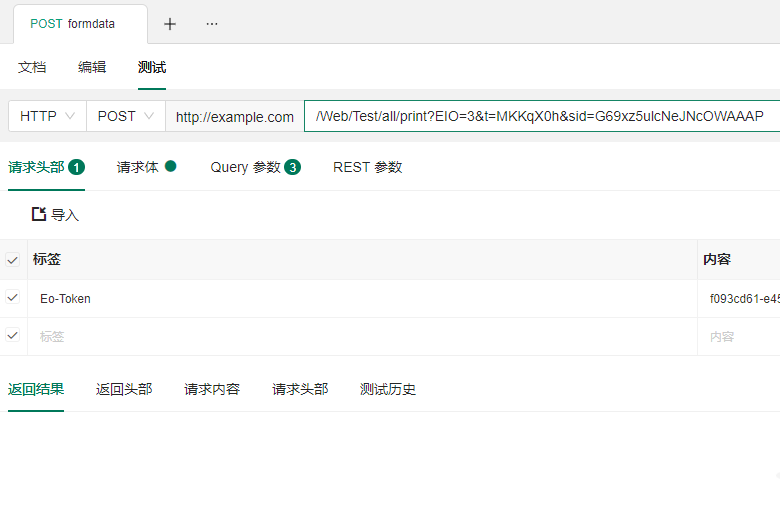 POST formdata
文档 编辑 测试
HTTP POST http://example.com /Web/Test/all/print?EIO=3&t=MKKqX0h&sid=G69xz5uIcNeJNcOWAAAP
请求头部 1 请求体 Query 参数 3 REST 参数
导入
标签 内容
Eo-Token f093cd61-e45
标签 内容
返回结果 返回头部 请求内容 请求头部 测试历史